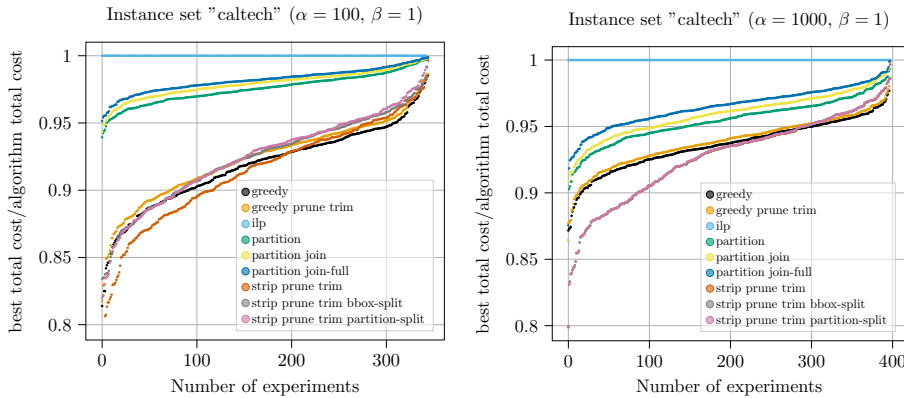 Instance set "caltech" (α = 100, β = 1)
best total cost/algorithm total cost
1
0.95
0.9
0.85
0.8
0
100
200
300
Number of experiments
greedy
greedy prune trim
ilp
partition
partition join
partition join-full
strip prune trim
strip prune trim bbox-split
strip prune trim partition-split
Instance set "caltech" (α = 1000, β = 1)
best total cost/algorithm total cost
1
0.95
0.9
0.85
0.8
0
100
200
300
400
Number of experiments
greedy
greedy prune trim
ilp
partition
partition join
partition join-full
strip prune trim
strip prune trim bbox-split
strip prune trim partition-split